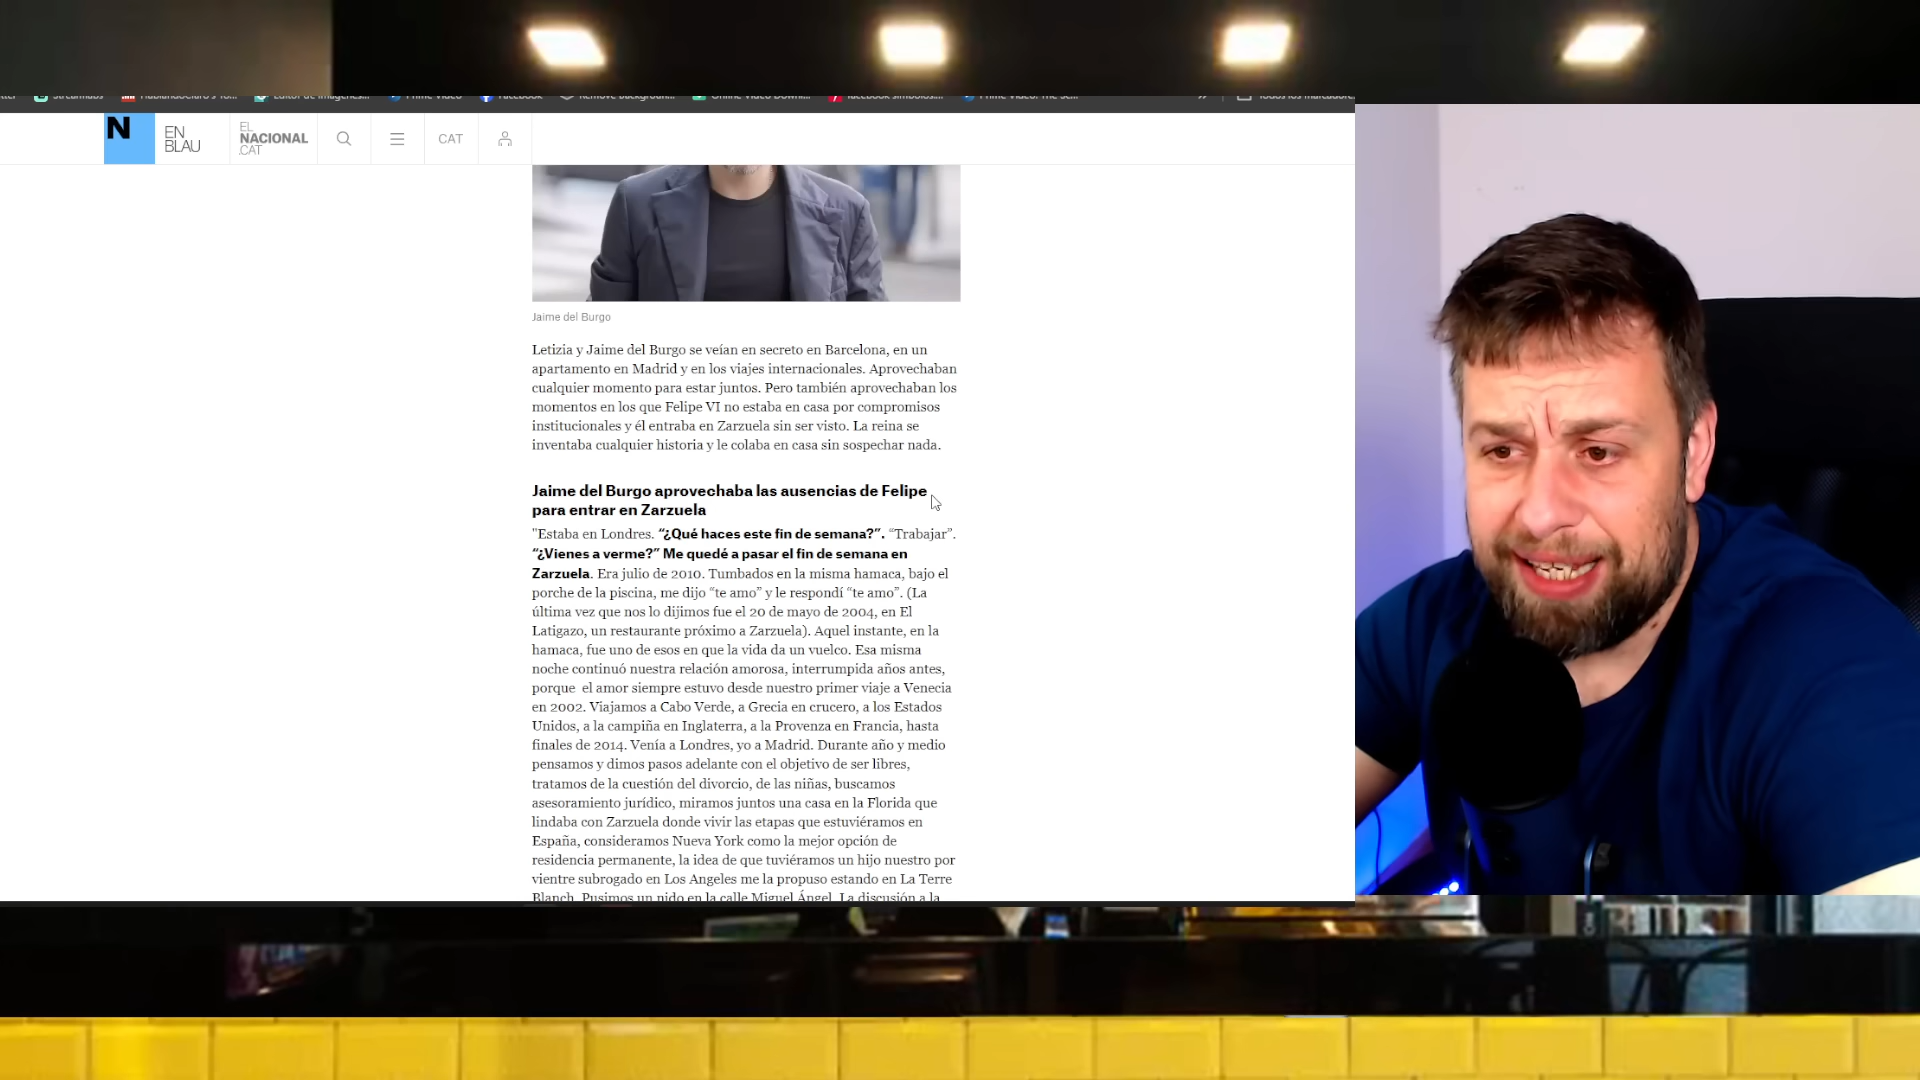 Prime Video
Facebook
N
EN
BLAU
EL
NACIONAL
.CAT
CAT
Jaime del Burgo
Letizia y Jaime del Burgo se veían en secreto en Barcelona, en un
apartamento en Madrid y en los viajes internacionales. Aprovechaban
cualquier momento para estar juntos. Pero también aprovechaban los
momentos en los que Felipe VI no estaba en casa por compromisos
institucionales y él entraba en Zarzuela sin ser visto. La reina se
inventaba cualquier historia y le colaba en casa sin sospechar nada.
Jaime del Burgo aprovechaba las ausencias de Felipe
para entrar en Zarzuela
"Estaba en Londres. “¿Qué haces este fin de semana?”. “Trabajar”.
“¿Vienes a verme?” Me quedé a pasar el fin de semana en
Zarzuela. Era julio de 2010. Tumbados en la misma hamaca, bajo el
porche de la piscina, me dijo “te amo” y le respondí “te amo”. (La
última vez que nos lo dijimos fue el 20 de mayo de 2004, en El
Latigazo, un restaurante próximo a Zarzuela). Aquel instante, en la
hamaca, fue uno de esos en que la vida da un vuelco. Esa misma
noche continuó nuestra relación amorosa, interrumpida años antes,
porque el amor siempre estuvo desde nuestro primer viaje a Venecia
en 2002. Viajamos a Cabo Verde, a Grecia en crucero, a los Estados
Unidos, a la campiña en Inglaterra, a la Provenza en Francia, hasta
finales de 2014. Venía a Londres, yo a Madrid. Durante año y medio
pensamos y dimos pasos adelante con el objetivo de ser libres,
tratamos de la cuestión del divorcio, de las niñas, buscamos
asesoramiento jurídico, miramos juntos una casa en la Florida que
lindaba con Zarzuela donde vivir las etapas que estuviéramos en
España, consideramos Nueva York como la mejor opción de
residencia permanente, la idea de que tuviéramos un hijo nuestro por
vientre subrogado en Los Angeles me la propuso estando en La Terre
Blanch. Pusimos un nido en la calle Miguel Ángel. La discusión a la